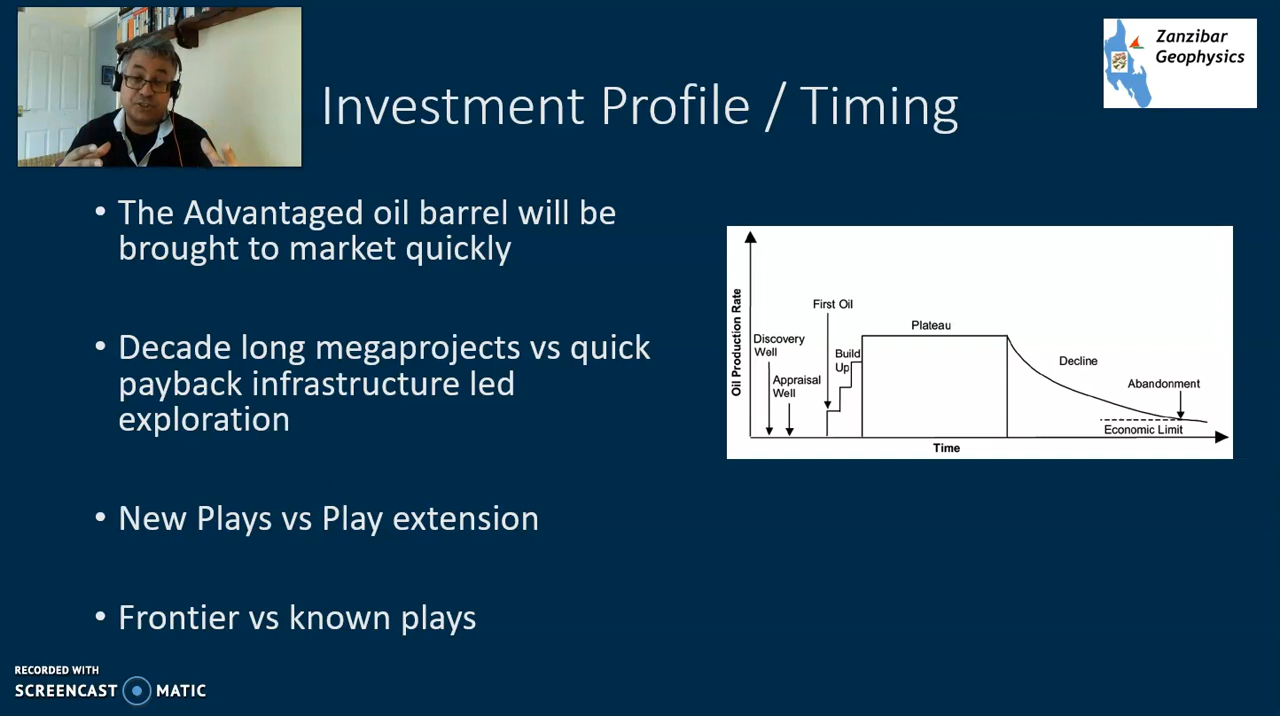 Zanzibar
Geophysics
Investment Profile / Timing
• The Advantaged oil barrel will be
brought to market quickly
• Decade long megaprojects vs quick
payback infrastructure led
exploration
• New Plays vs Play extension
• Frontier vs known plays
Oil Production Rate
First Oil
Plateau
Discovery
Well
Build
Up
Appraisal
Well
Decline
Abandonment
Economic Limit
Time
RECORDED WITH
SCREENCAST MATIC